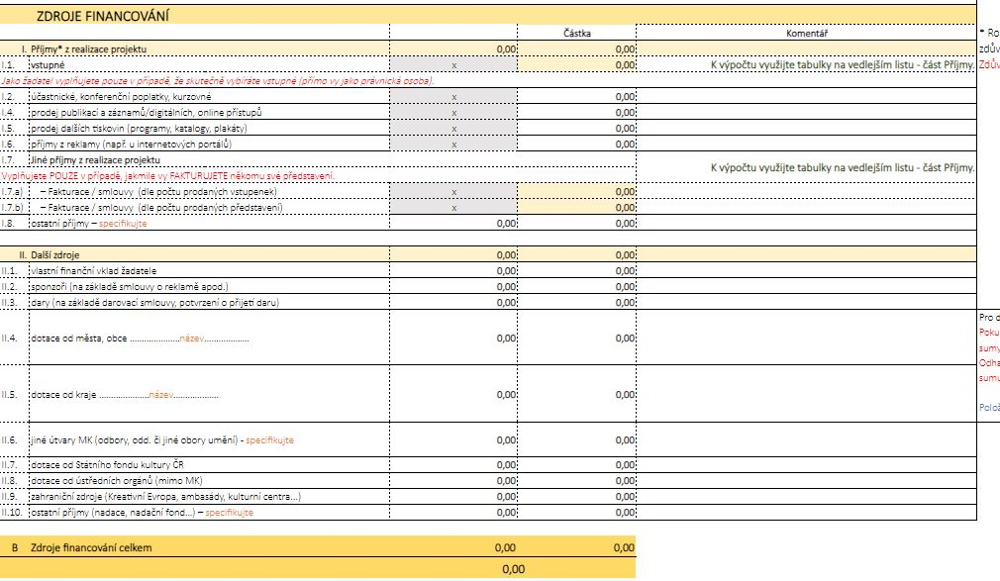 ZDROJE FINANCOVÁNÍ
Částka Komentář
I. Příjmy* z realizace projektu 0,00 0,00
* Ro
zdův
I.1. vstupné x 0,00 K výpočtu využijte tabulky na vedlejším listu - část Příjmy.
Zdův
Jako žadatel vyplňujete pouze v případě, že skutečně vybíráte vstupné (přímo vy jako právnická osoba).
I.2. účastnické, konferenční poplatky, kurzovné x 0,00
I.4. prodej publikací a záznamů/digitálních, online přístupů x 0,00
I.5. prodej dalších tiskovin (programy, katalogy, plakáty) x 0,00
I.6. příjmy z reklamy (např. u internetových portálů) x 0,00
I.7. Jiné příjmy z realizace projektu
K výpočtu využijte tabulky na vedlejším listu - část Příjmy.
Vyplňujete POUZE v případě, jakmile vy FAKTURUJETE někomu své představení.
I.7.a) – Fakturace / smlouvy (dle počtu prodaných vstupenek) x 0,00
I.7.b) – Fakturace / smlouvy (dle počtu prodaných představení) x 0,00
I.8. ostatní příjmy – specifikujte 0,00 0,00
II. Další zdroje 0,00 0,00
II.1. vlastní finanční vklad žadatele 0,00 0,00
II.2. sponzoři (na základě smlouvy o reklamě apod.) 0,00 0,00
II.3. dary (na základě darovací smlouvy, potvrzení o přijetí daru) 0,00 0,00
Pro d
Poku
II.4. dotace od města, obce .....................název................... 0,00 0,00
sumy
Odha
sumu
II.5. dotace od kraje .....................název................... 0,00 0,00
Polož
II.6. jiné útvary MK (odbory, odd. či jiné obory umění) - specifikujte 0,00 0,00
II.7. dotace od Státního fondu kultury ČR 0,00 0,00
II.8. dotace od ústředních orgánů (mimo MK) 0,00 0,00
II.9. zahraniční zdroje (Kreativní Evropa, ambasády, kulturní centra...) 0,00 0,00
II.10. ostatní příjmy (nadace, nadační fond...) – specifikujte 0,00 0,00
B Zdroje financování celkem 0,00 0,00
0,00